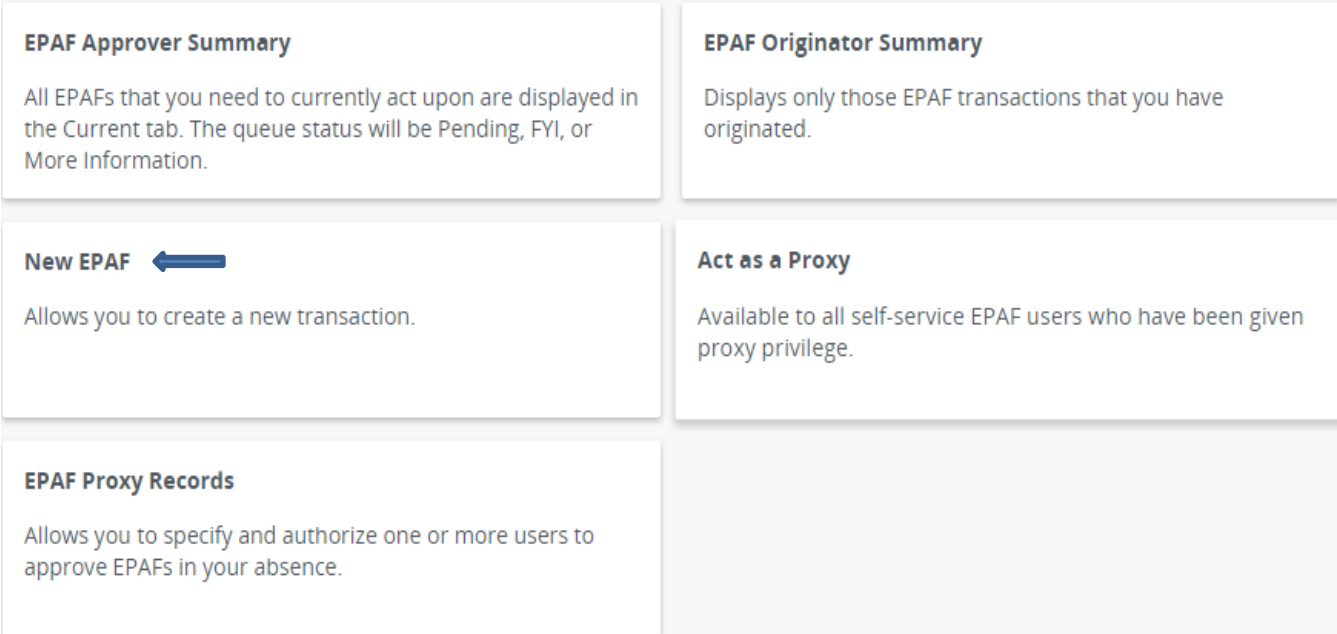 EPAF Approver Summary
All EPAFs that you need to currently act upon are displayed in
the Current tab. The queue status will be Pending, FYI, or
More Information.
EPAF Originator Summary
Displays only those EPAF transactions that you have
originated.
New EPAF
Allows you to create a new transaction.
Act as a Proxy
Available to all self-service EPAF users who have been given
proxy privilege.
EPAF Proxy Records
Allows you to specify and authorize one or more users to
approve EPAFs in your absence.